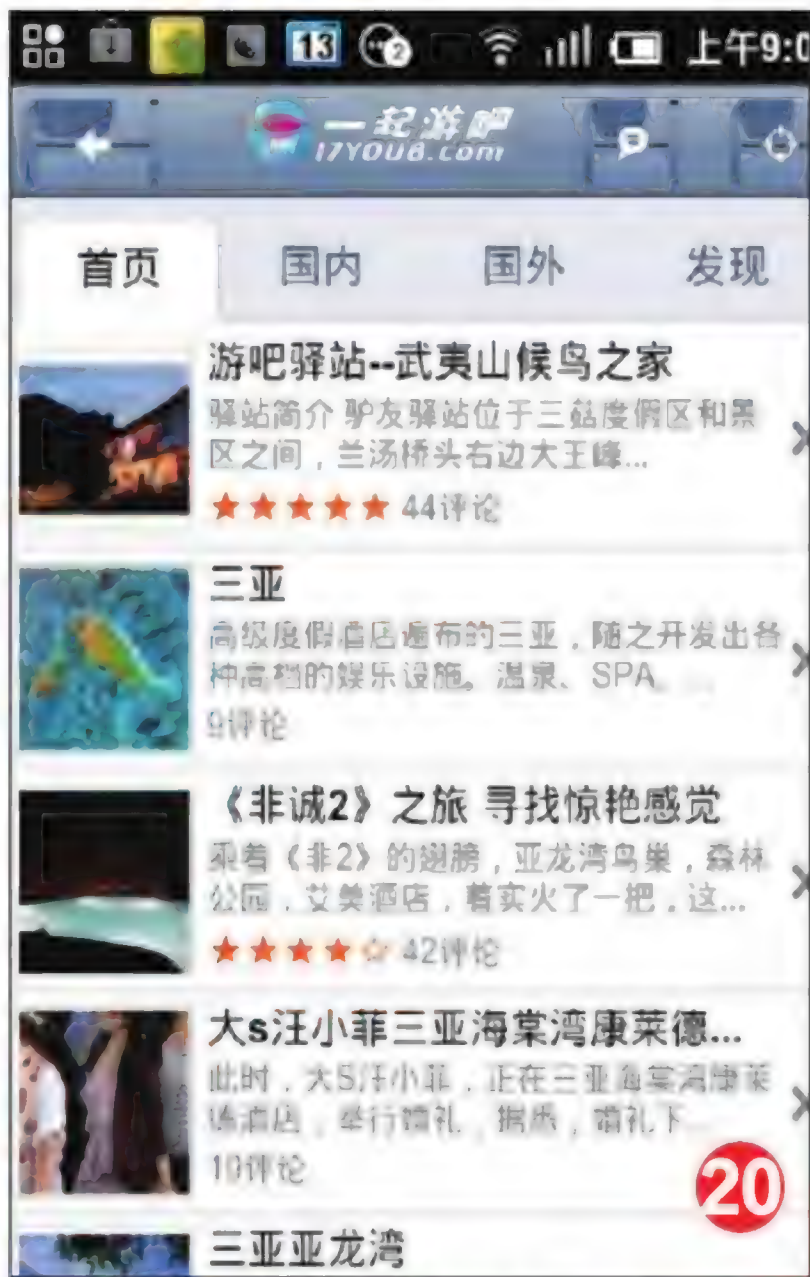 13
2
上午9:0
一起游吧
17YOU8.com
首页 国内 国外 发现
游吧驿站--武夷山候鸟之家
驿站简介 驴友驿站位于三菇度假区和景
区之间，兰汤桥头右边大王峰...
44评论
三亚
高级度假酒店遍布的三亚，随之开发出各
种高档的娱乐设施。温泉、SPA、...
9评论
《非诚2》之旅 寻找惊艳感觉
乘着《非2》的翅膀，亚龙湾鸟巢，森林
公园，艾美酒店，着实火了一把，这...
42评论
大s汪小菲三亚海棠湾康莱德...
此时，大S汪小菲，正在三亚海棠湾康莱
德酒店，举行婚礼，据悉，婚礼下...
10评论
20
三亚亚龙湾